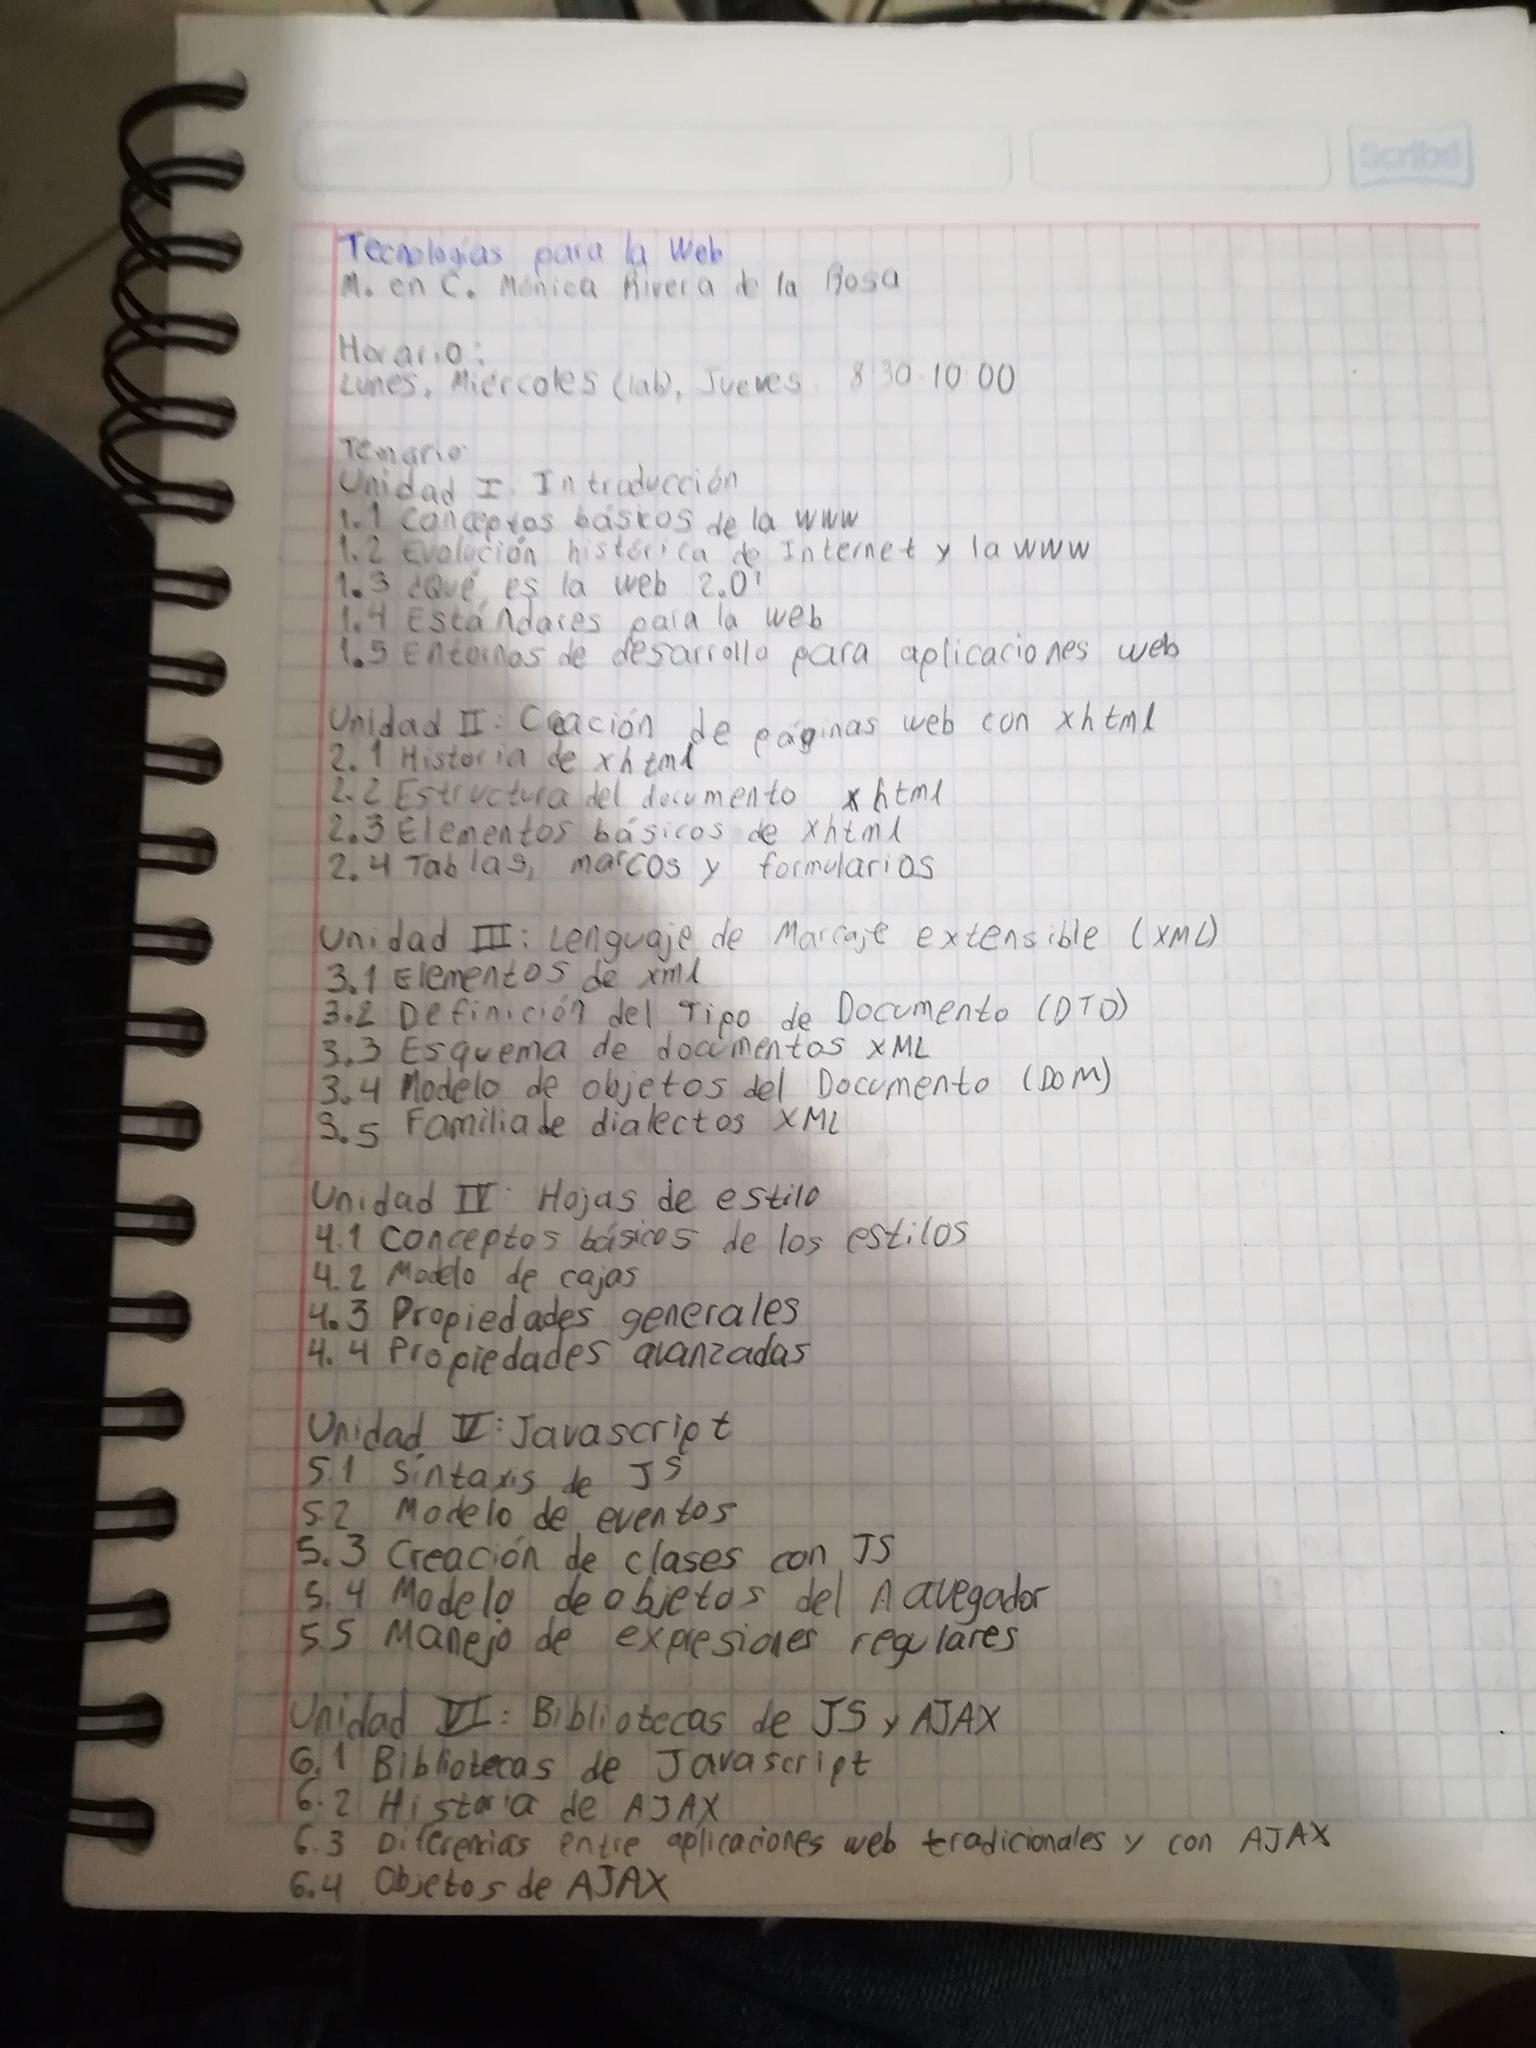 Scribe
Tecnologías para la Web
M. en C. Mónica Rivera de la Rosa
Horario:
Lunes, Miércoles (lab), Jueves 8:30-10:00
Temario
Unidad I. Introducción
1.1 Conceptos básicos de la WWW
1.2 Evolución histórica de Internet y la WWW
1.3 ¿Qué es la web 2.0?
1.4 Estándares para la web
1.5 Entornos de desarrollo para aplicaciones web
Unidad II: Creación de páginas web con xhtml
2.1 Historia de xhtml
2.2 Estructura del documento xhtml
2.3 Elementos básicos de xhtml
2.4 Tablas, marcos y formularios
Unidad III: Lenguaje de Marcaje extensible (XML)
3.1 Elementos de xml
3.2 Definición del Tipo de Documento (DTD)
3.3 Esquema de documentos XML
3.4 Modelo de objetos del Documento (DOM)
3.5 Familia de dialectos XML
Unidad IV: Hojas de estilo
4.1 Conceptos básicos de los estilos
4.2 Modelo de cajas
4.3 Propiedades generales
4.4 Propiedades avanzadas
Unidad V: Javascript
5.1 Sintaxis de JS
5.2 Modelo de eventos
5.3 Creación de clases con JS
5.4 Modelo de objetos del navegador
5.5 Manejo de expresiones regulares
Unidad VI: Bibliotecas de JS y AJAX
6.1 Bibliotecas de Javascript
6.2 Historia de AJAX
6.3 Diferencias entre aplicaciones web tradicionales y con AJAX
6.4 Objetos de AJAX